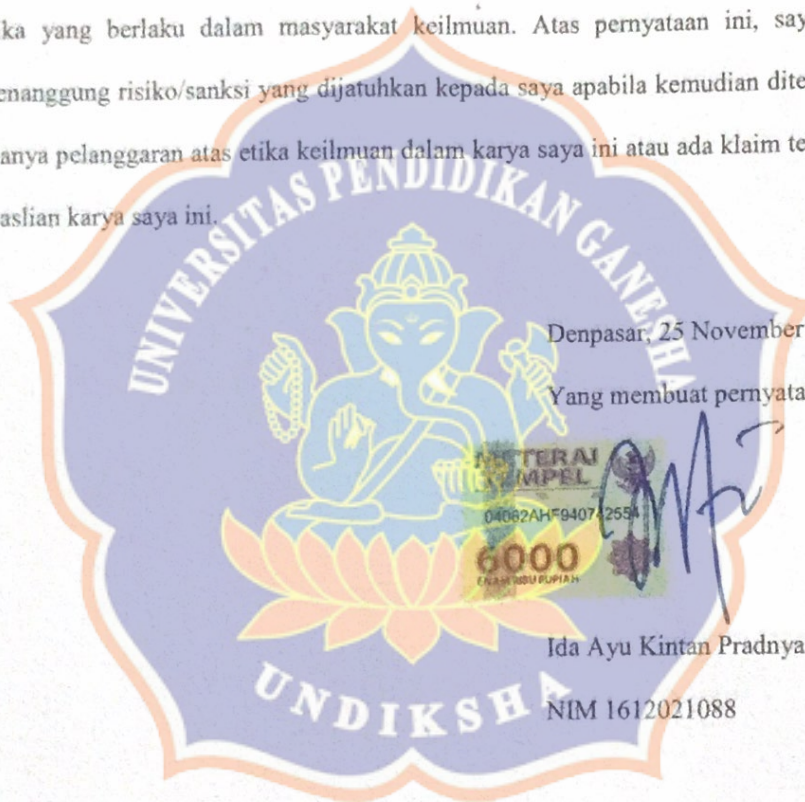 ka yang berlaku dalam masyarakat keilmuan. Atas pernyataan ini, say
enanggung risiko/sanksi yang dijatuhkan kepada saya apabila kemudian dite
anya pelanggaran atas etika keilmuan dalam karya saya ini atau ada klaim te
aslian karya saya ini.
UNIVERSITAS PENDIDIKAN GANESHA
Denpasar, 25 November
Yang membuat pernyata
METERAI
TEMPEL
04062AHF940742554
6000
ENAM RIBU RUPIAH
Ida Ayu Kintan Pradnya
NIM 1612021088
UNDIKSHA